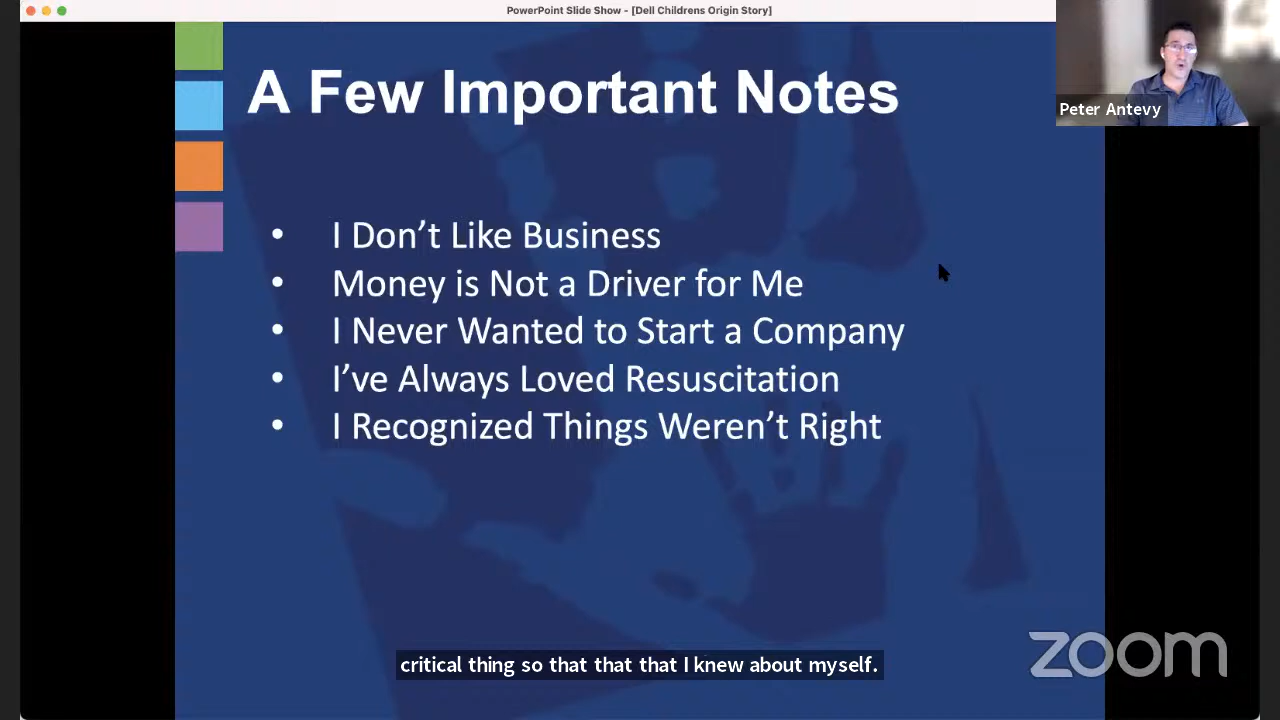 PowerPoint Slide Show - [Dell Childrens Origin Story]
A Few Important Notes
Peter Antevy
• I Don’t Like Business
• Money is Not a Driver for Me
• I Never Wanted to Start a Company
• I’ve Always Loved Resuscitation
• I Recognized Things Weren’t Right
critical thing so that that that I knew about myself.
zoom